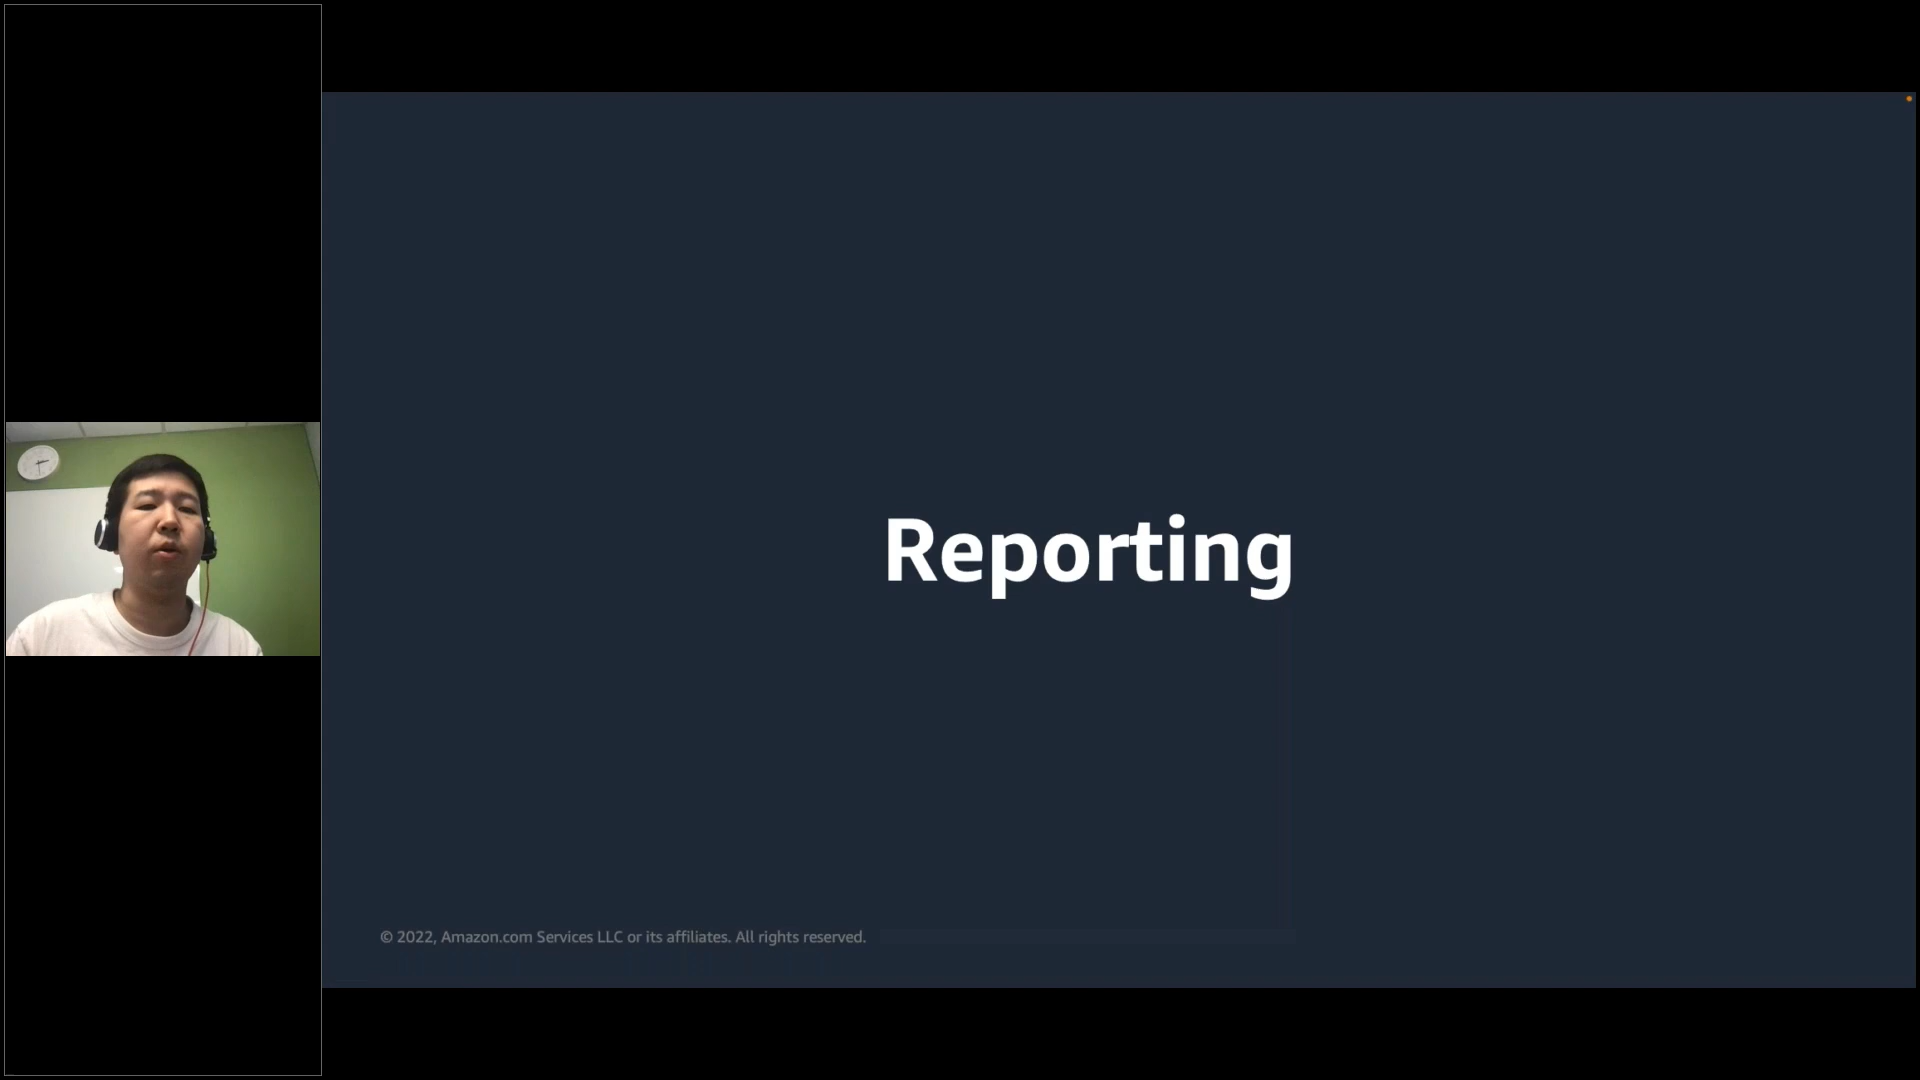 Reporting
© 2022, Amazon.com Services LLC or its affiliates. All rights reserved.